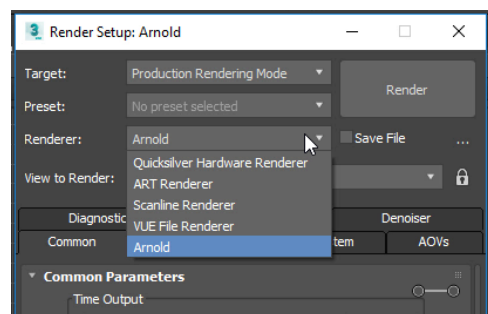 3 Render Setup: Arnold
Target: Production Rendering Mode
Render
Preset: No preset selected
Renderer: Arnold Save File ...
Quicksilver Hardware Renderer
View to Render: ART Renderer
Scanline Renderer
Diagnostic VUE File Renderer Denoiser
Common Arnold tem AOVs
Common Parameters
Time Output